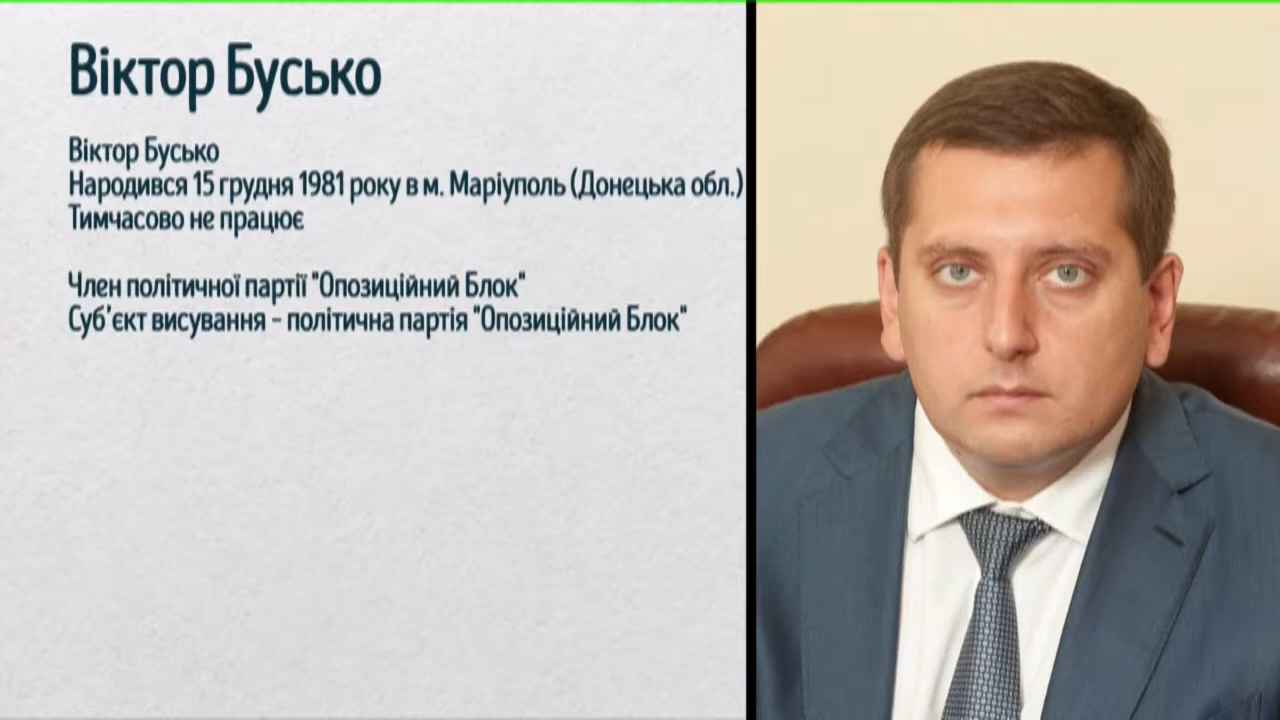 Віктор Бусько
Віктор Бусько
Народився 15 грудня 1981 року в м. Маріуполь (Донецька обл.)
Тимчасово не працює
Член політичної партії "Опозиційний Блок"
Суб’єкт висування - політична партія "Опозиційний Блок"